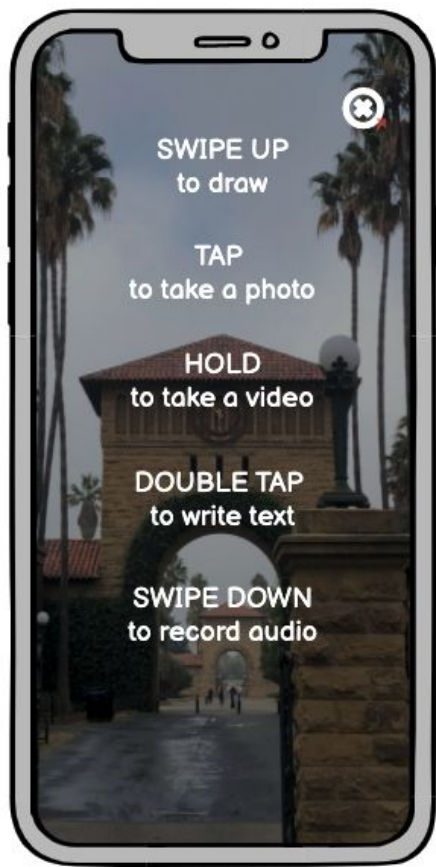 SWIPE UP
to draw
TAP
to take a photo
HOLD
to take a video
DOUBLE TAP
to write text
SWIPE DOWN
to record audio